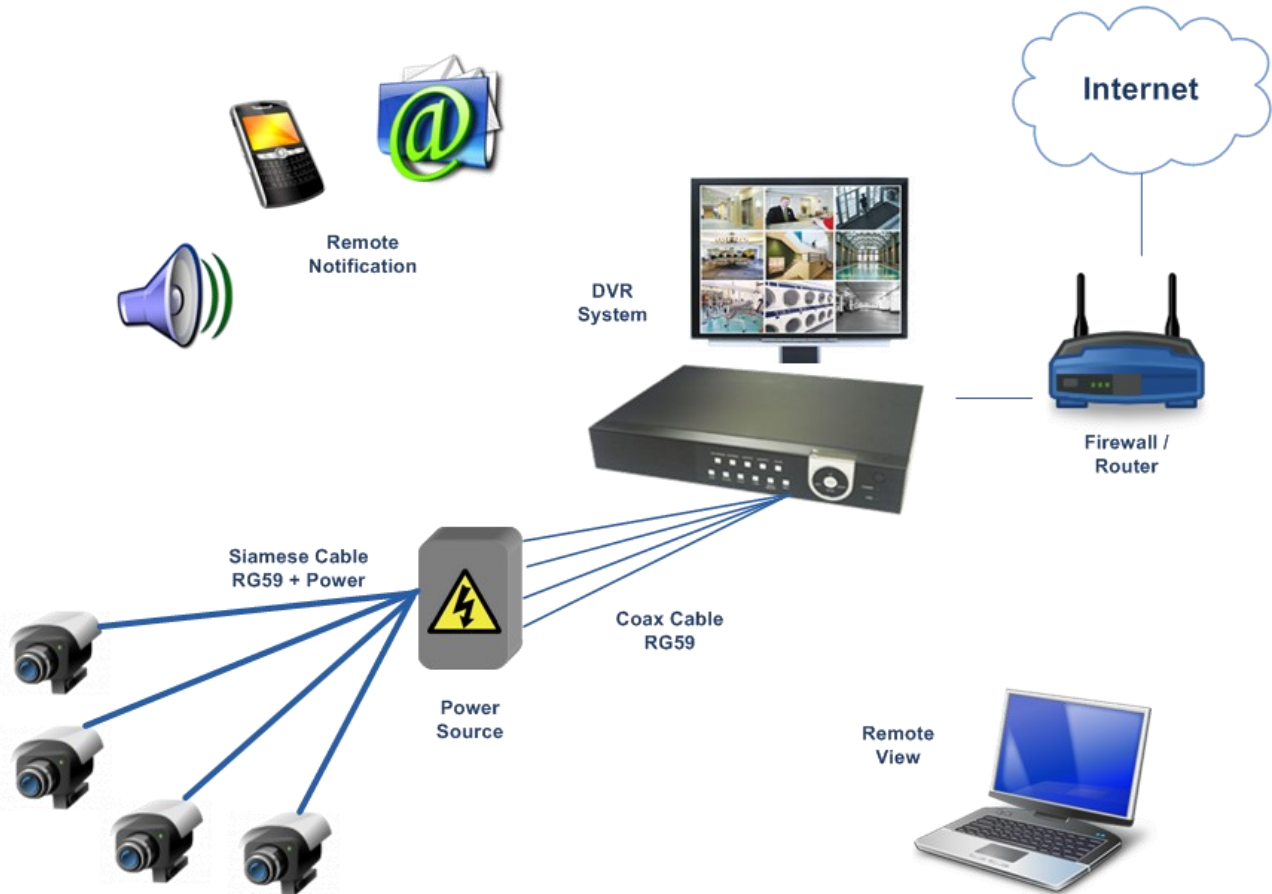 Internet
Remote
Notification
DVR
System
Firewall /
Router
Siamese Cable
RG59 + Power
Coax Cable
RG59
Power
Source
Remote
View